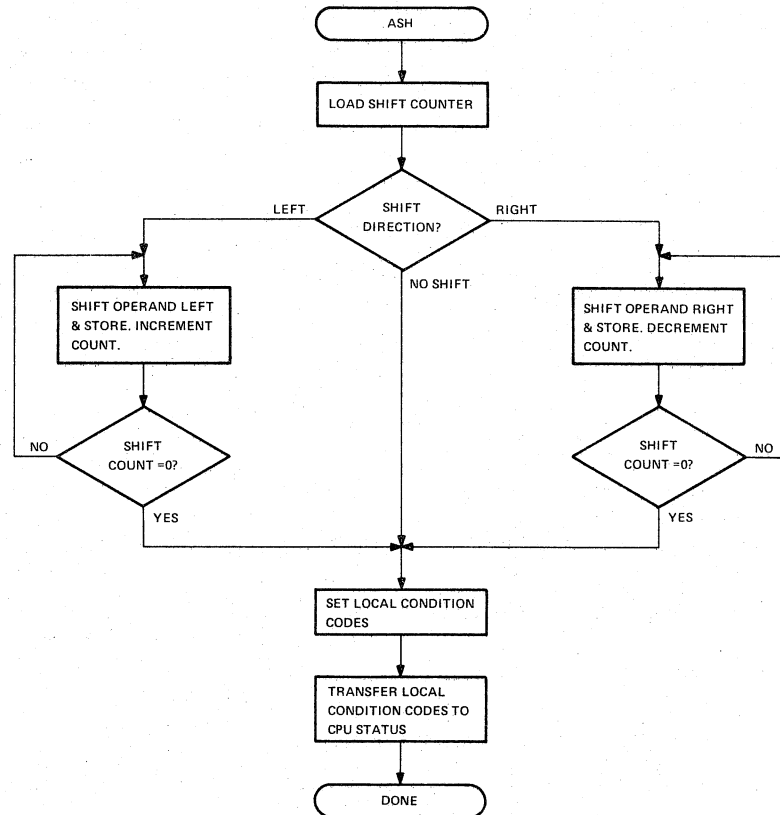 ASH
LOAD SHIFT COUNTER
SHIFT
DIRECTION?
LEFT
RIGHT
NO SHIFT
SHIFT OPERAND LEFT
& STORE. INCREMENT
COUNT.
SHIFT OPERAND RIGHT
& STORE. DECREMENT
COUNT.
NO
SHIFT
COUNT =0?
YES
SHIFT
COUNT =0?
NO
YES
SET LOCAL CONDITION
CODES
TRANSFER LOCAL
CONDITION CODES TO
CPU STATUS
DONE